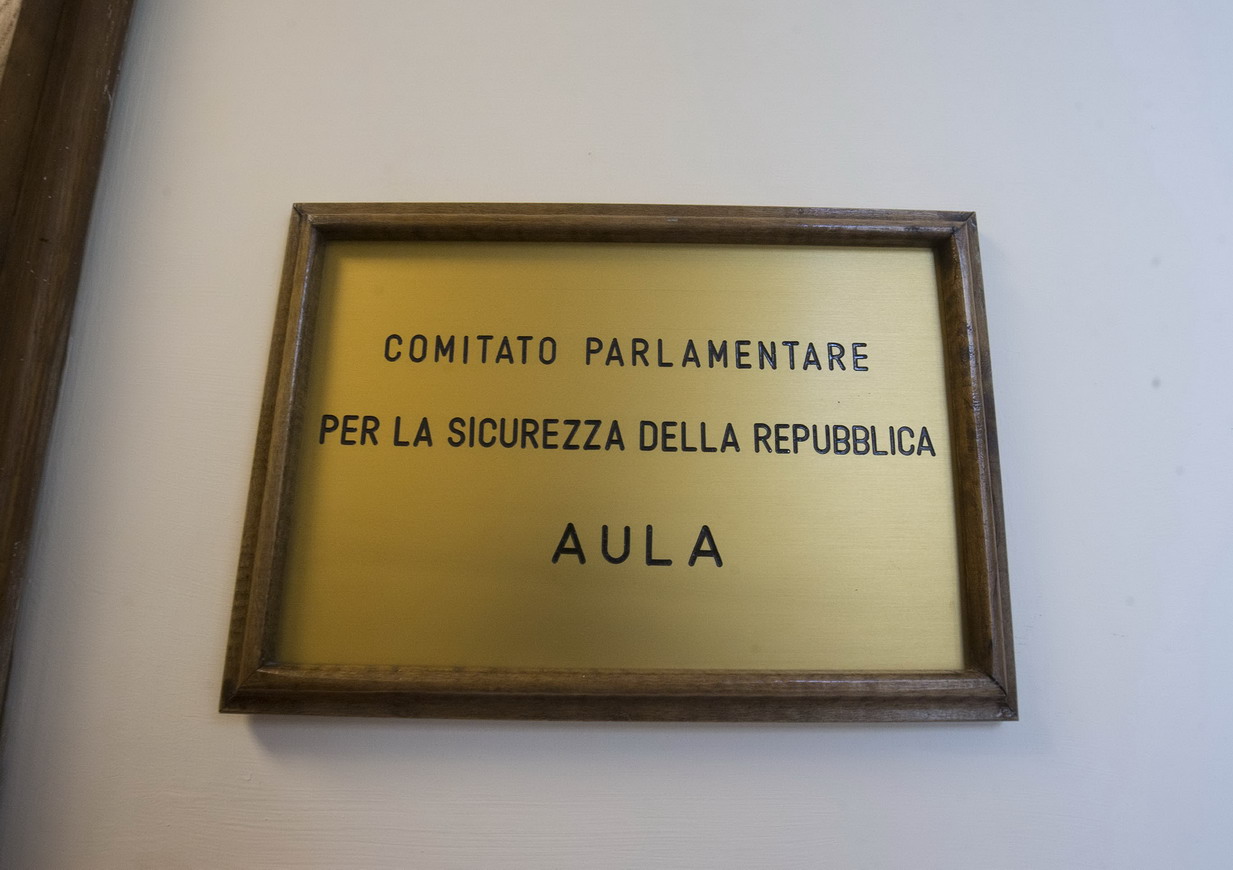 COMITATO PARLAMENTARE
PER LA SICUREZZA DELLA REPUBBLICA
AULA